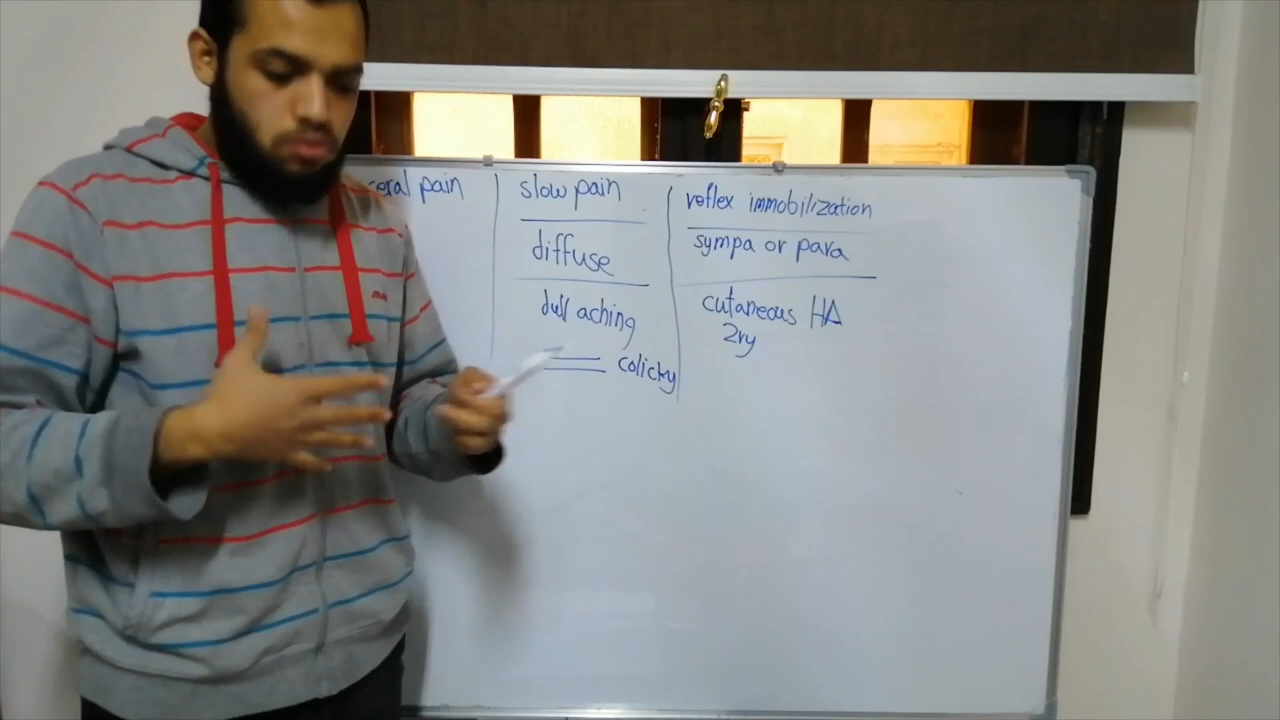 pain
slow pain
diffuse
dull aching
colicky
reflex immobilization
sympa or para
cutaneous HA
2ry